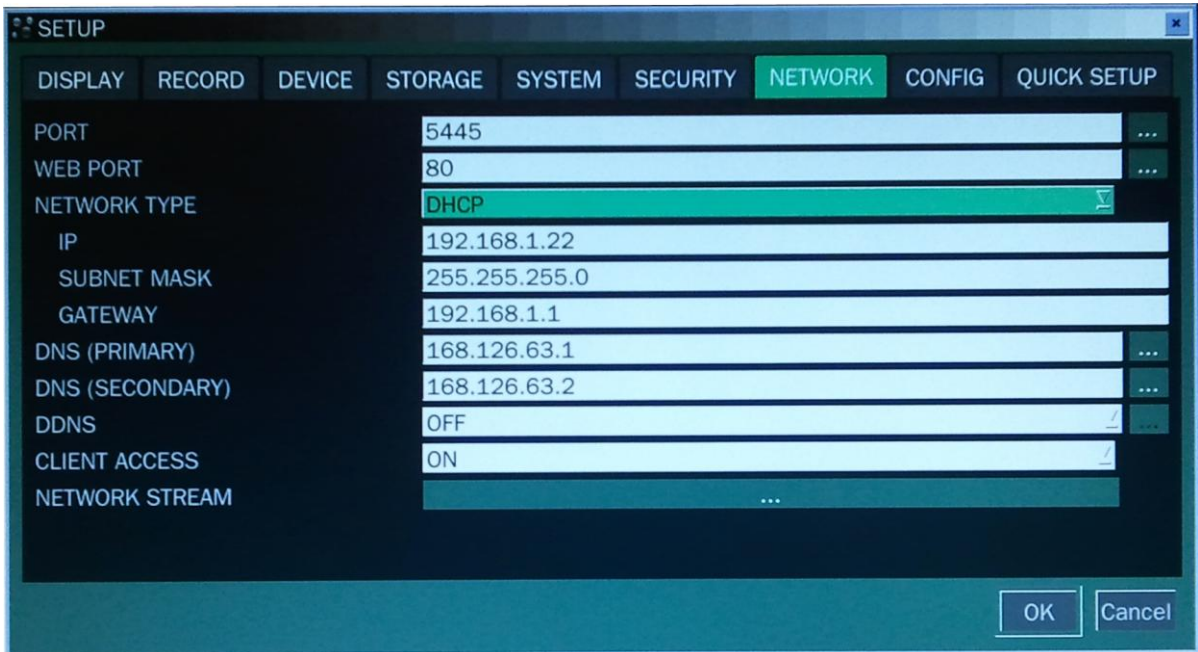 SETUP
DISPLAY RECORD DEVICE STORAGE SYSTEM SECURITY NETWORK CONFIG QUICK SETUP
PORT 5445 ...
WEB PORT 80 ...
NETWORK TYPE DHCP
IP 192.168.1.22
SUBNET MASK 255.255.255.0
GATEWAY 192.168.1.1
DNS (PRIMARY) 168.126.63.1 ...
DNS (SECONDARY) 168.126.63.2 ...
DDNS OFF ...
CLIENT ACCESS ON
NETWORK STREAM ...
OK Cancel